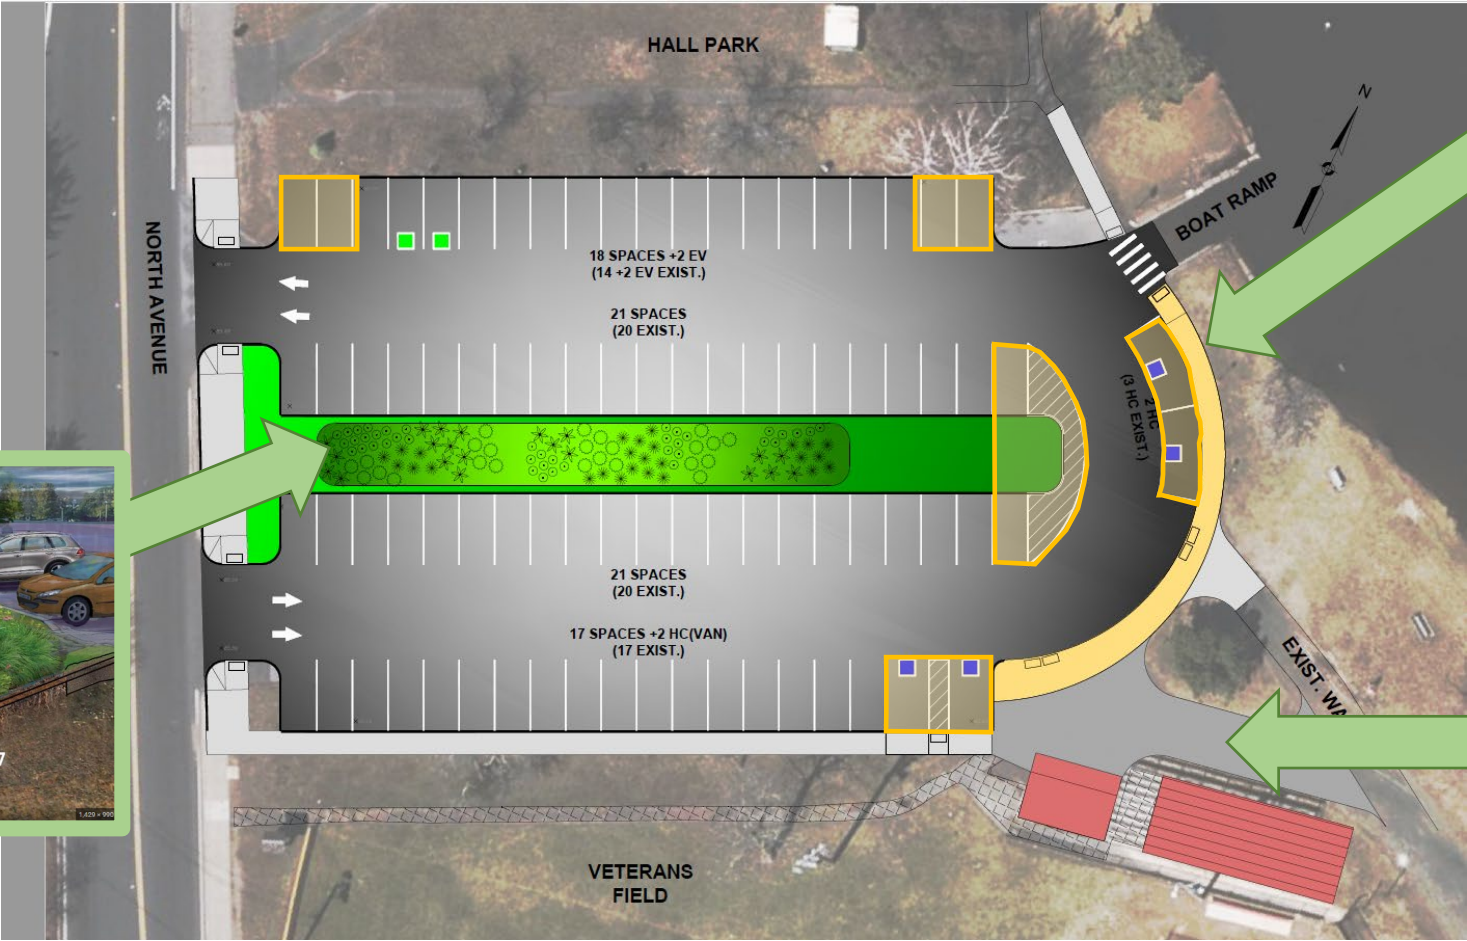 HALL PARK
N
BOAT RAMP
NORTH AVENUE
18 SPACES +2 EV
(14 +2 EV EXIST.)
21 SPACES
(20 EXIST.)
2 HC
(3 HC EXIST.)
21 SPACES
(20 EXIST.)
17 SPACES +2 HC(VAN)
(17 EXIST.)
EXIST. WA
VETERANS
FIELD